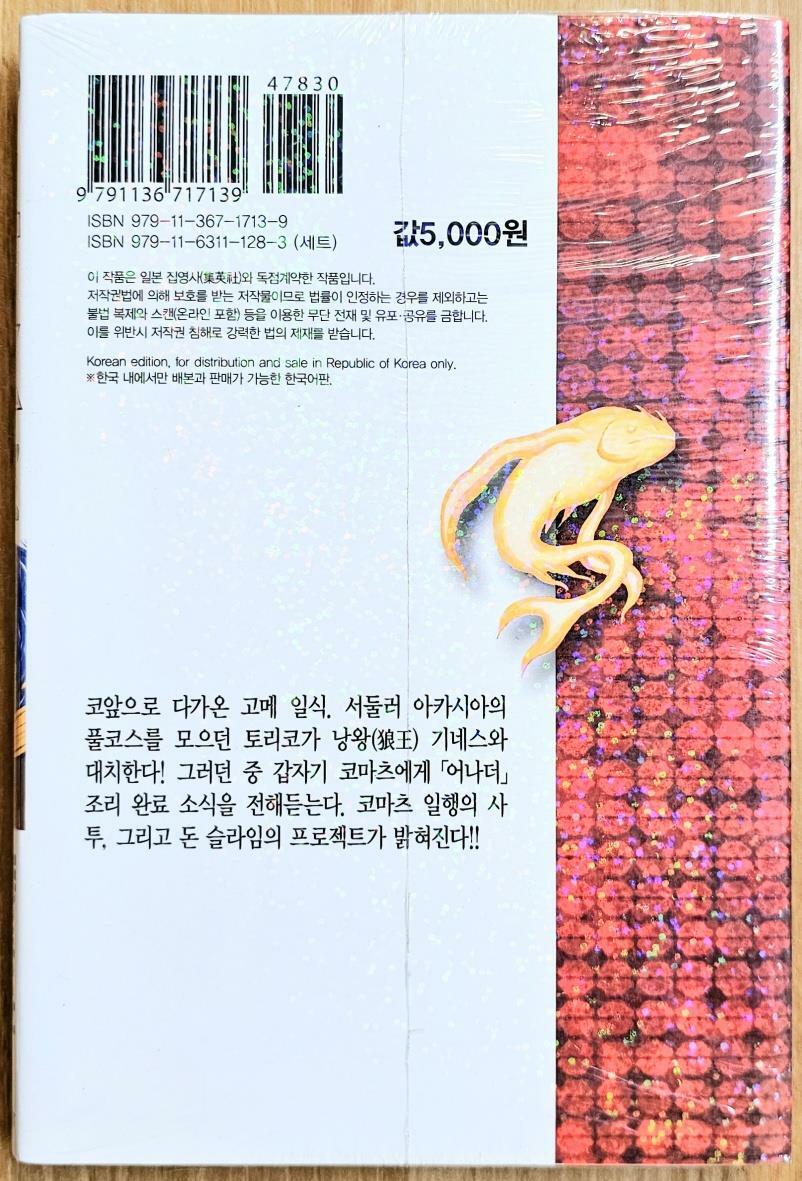 47830
9 791136 717139
ISBN 979-11-367-1713-9
ISBN 979-11-6311-128-3 (세트)
값5,000원
이 작품은 일본 집영사(集英社)와 독점계약한 작품입니다.
저작권법에 의해 보호를 받는 저작물이므로 법률이 인정하는 경우를 제외하고는
불법 복제와 스캔(온라인 포함) 등을 이용한 무단 전재 및 유포·공유를 금합니다.
이를 위반시 저작권 침해로 강력한 법의 제재를 받습니다.
Korean edition, for distribution and sale in Republic of Korea only.
※한국 내에서만 배본과 판매가 가능한 한국어판.
코앞으로 다가온 고메 일식. 서둘러 아카시아의
풀코스를 모으던 토리코가 낭왕(狼王) 기네스와
대치한다! 그러던 중 갑자기 코마츠에게 「어나더」
조리 완료 소식을 전해듣는다. 코마츠 일행의 사
투, 그리고 돈 슬라임의 프로젝트가 밝혀진다!!